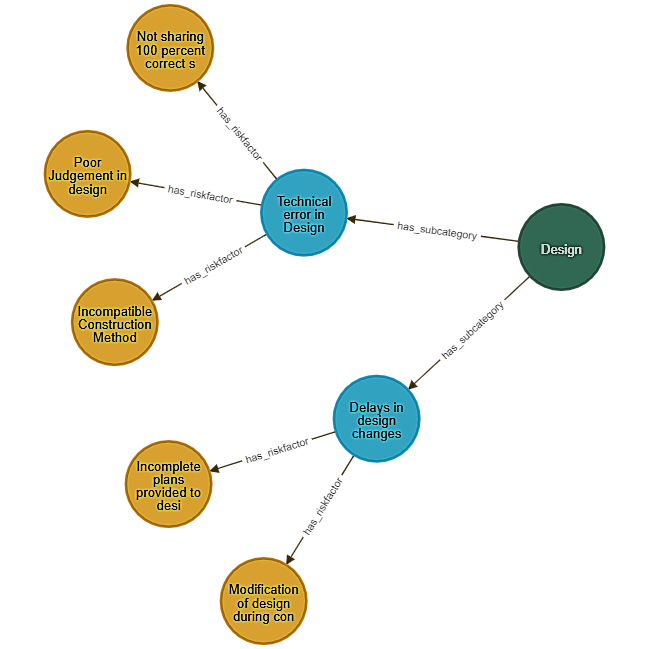 Not sharing
100 percent
correct s
has_riskfactor
Poor
Judgement in
design
has_riskfactor
Technical
error in
Design
has_subcategory
Design
has_riskfactor
Incompatible
Construction
Method
has_subcategory
Delays in
design
changes
has_riskfactor
Incomplete
plans
provided to
desi
has_riskfactor
Modification
of design
during con